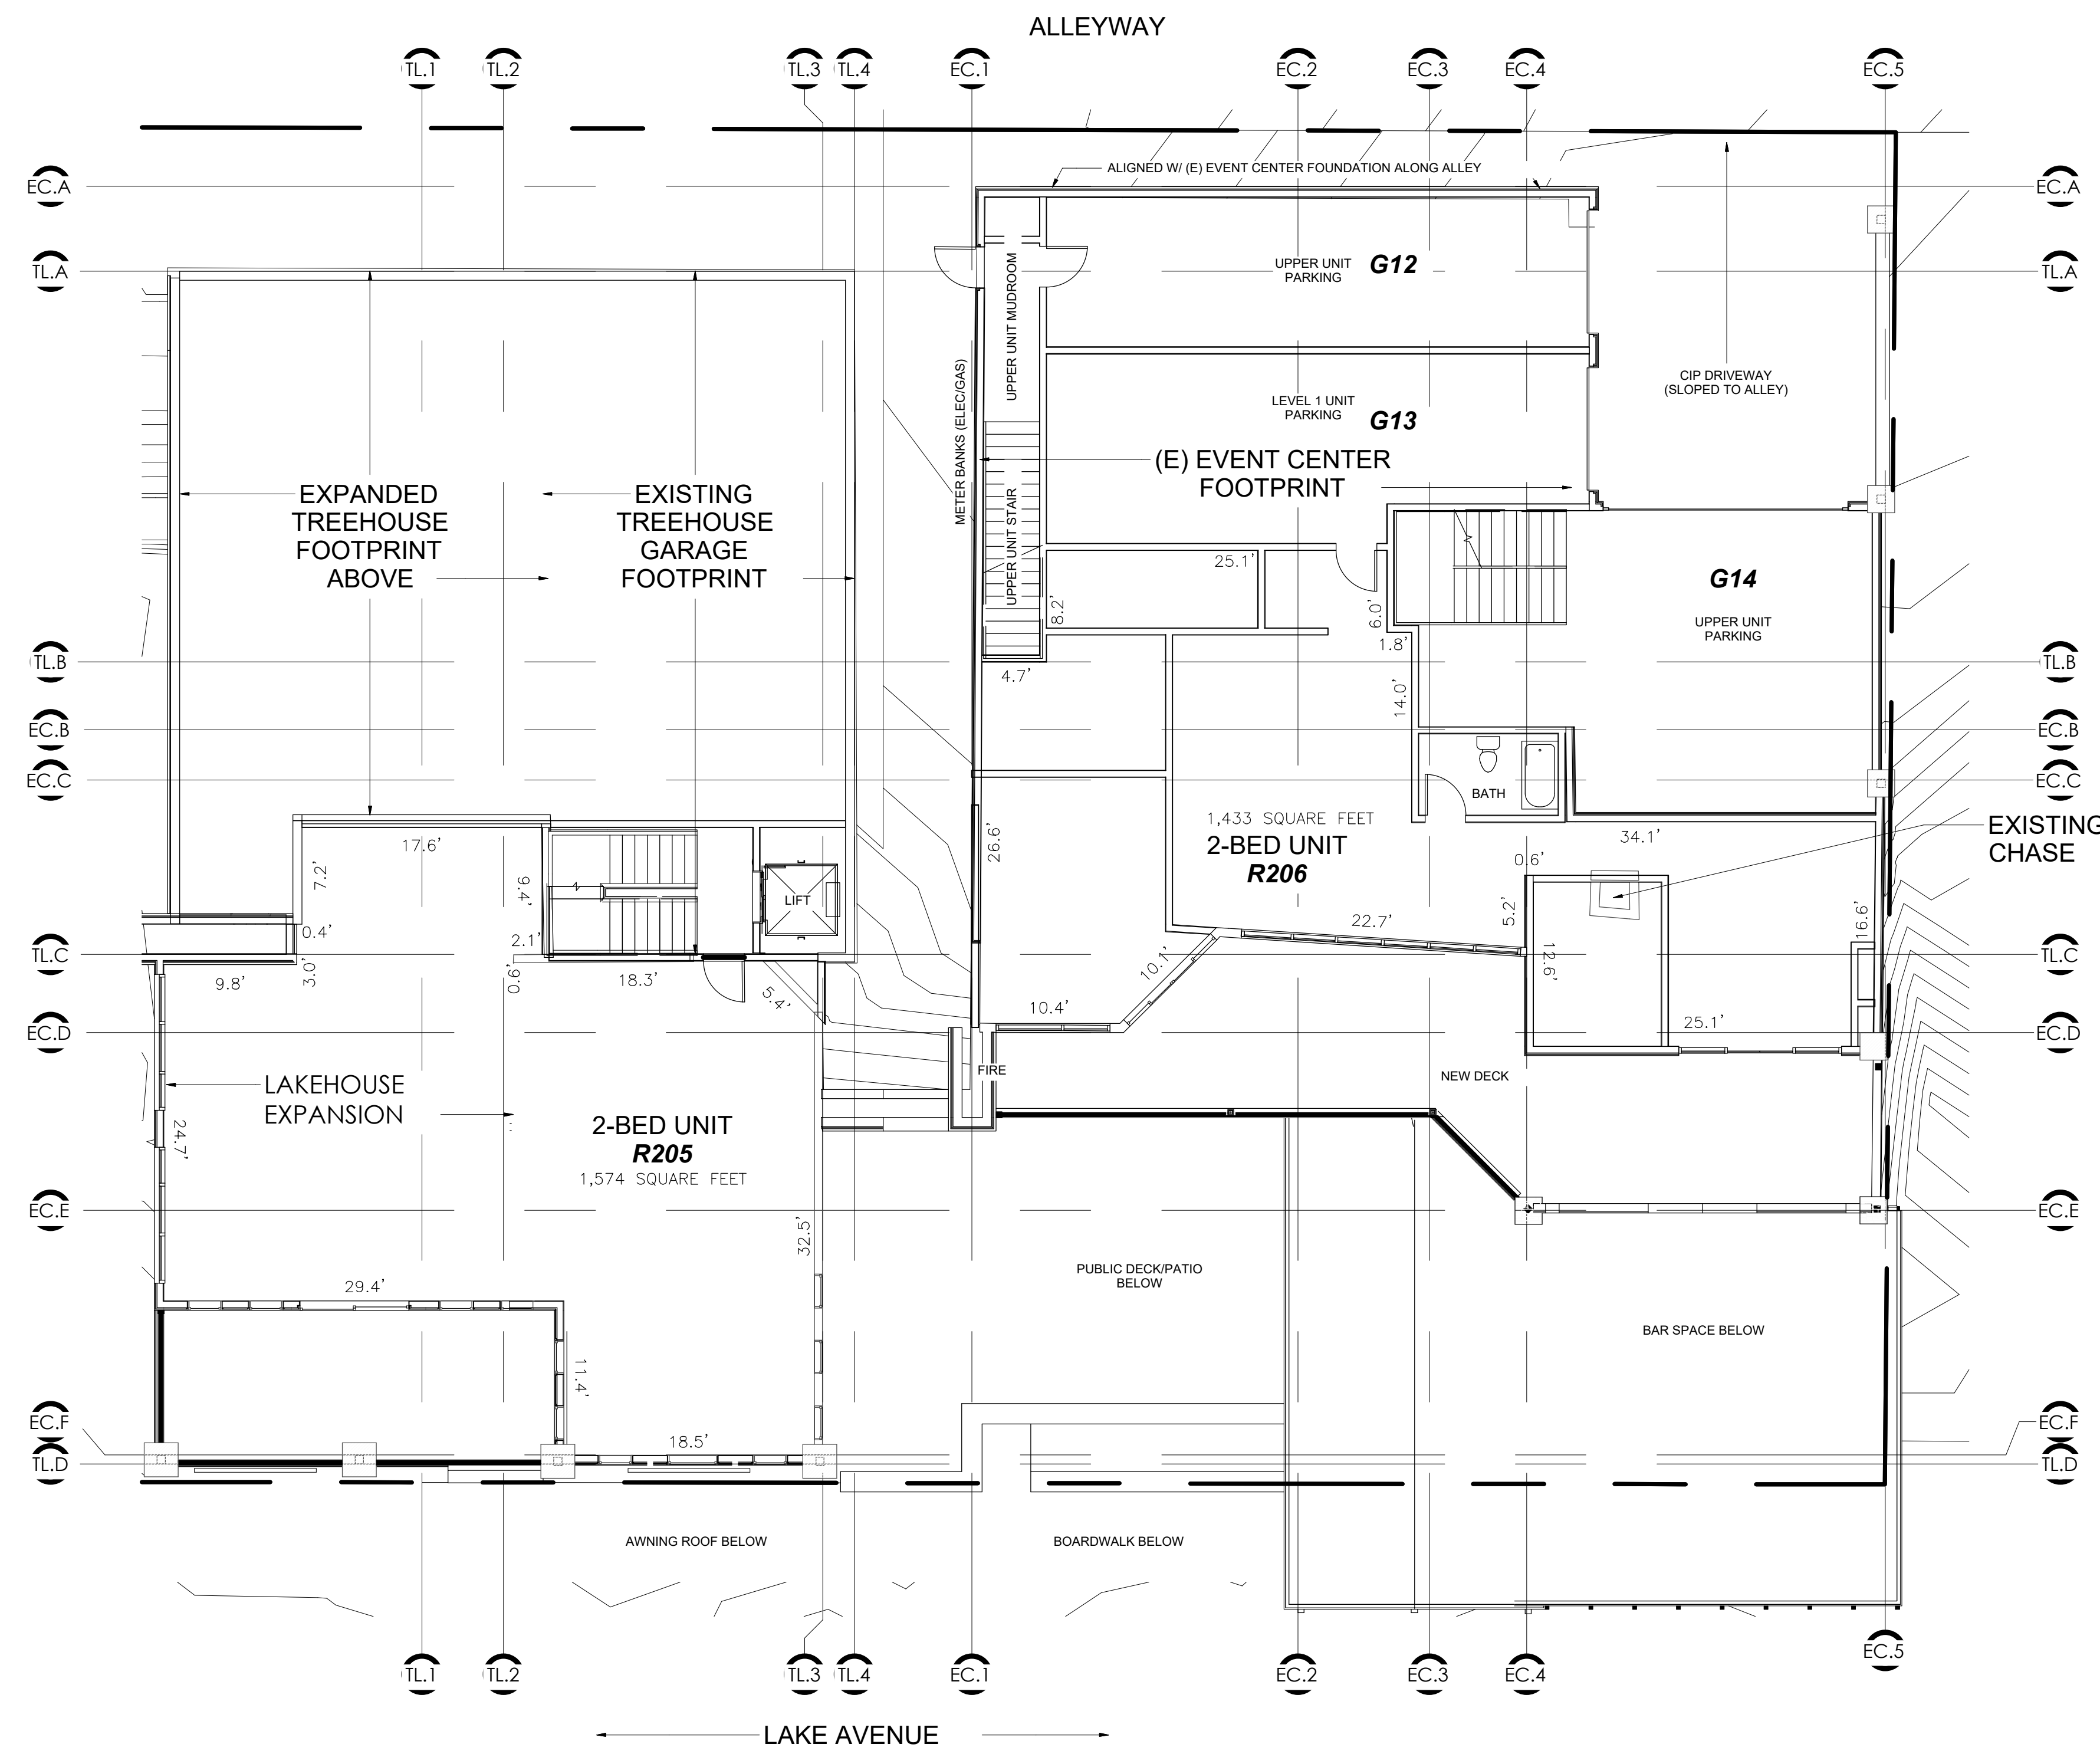 ALLEYWAY
TL.1
TL.2
TL.3
TL.4
EC.1
EC.2
EC.3
EC.4
EC.5
EC.A
ALIGNED W/ (E) EVENT CENTER FOUNDATION ALONG ALLEY
EC.A
TL.A
TL.A
UPPER UNIT MUDROOM
UPPER UNIT
PARKING
G12
METER BANKS (ELEC/GAS)
CIP DRIVEWAY
(SLOPED TO ALLEY)
LEVEL 1 UNIT
PARKING
G13
(E) EVENT CENTER
FOOTPRINT
EXPANDED
TREEHOUSE
FOOTPRINT
ABOVE
EXISTING
TREEHOUSE
GARAGE
FOOTPRINT
UPPER UNIT STAIR
25.1'
8.2'
6.0'
1.8'
G14
UPPER UNIT
PARKING
TL.B
4.7'
14.0'
TL.B
EC.B
EC.B
EC.C
BATH
EC.C
1,433 SQUARE FEET
2-BED UNIT
R206
26.6'
34.1'
0.6'
EXISTING
CHASE
17.6'
7.2'
9.4'
LIFT
0.4'
2.1'
22.7'
5.2'
16.6'
TL.C
9.8'
3.0'
0.9'
18.3'
5.4'
10.1'
12.6'
TL.C
10.4'
25.1'
EC.D
EC.D
FIRE
NEW DECK
LAKEHOUSE
EXPANSION
24.7'
2-BED UNIT
R205
1,574 SQUARE FEET
EC.E
32.5'
EC.E
29.4'
PUBLIC DECK/PATIO
BELOW
BAR SPACE BELOW
11.4'
EC.F
18.5'
EC.F
TL.D
TL.D
AWNING ROOF BELOW
BOARDWALK BELOW
TL.1
TL.2
TL.3
TL.4
EC.1
EC.2
EC.3
EC.4
EC.5
LAKE AVENUE